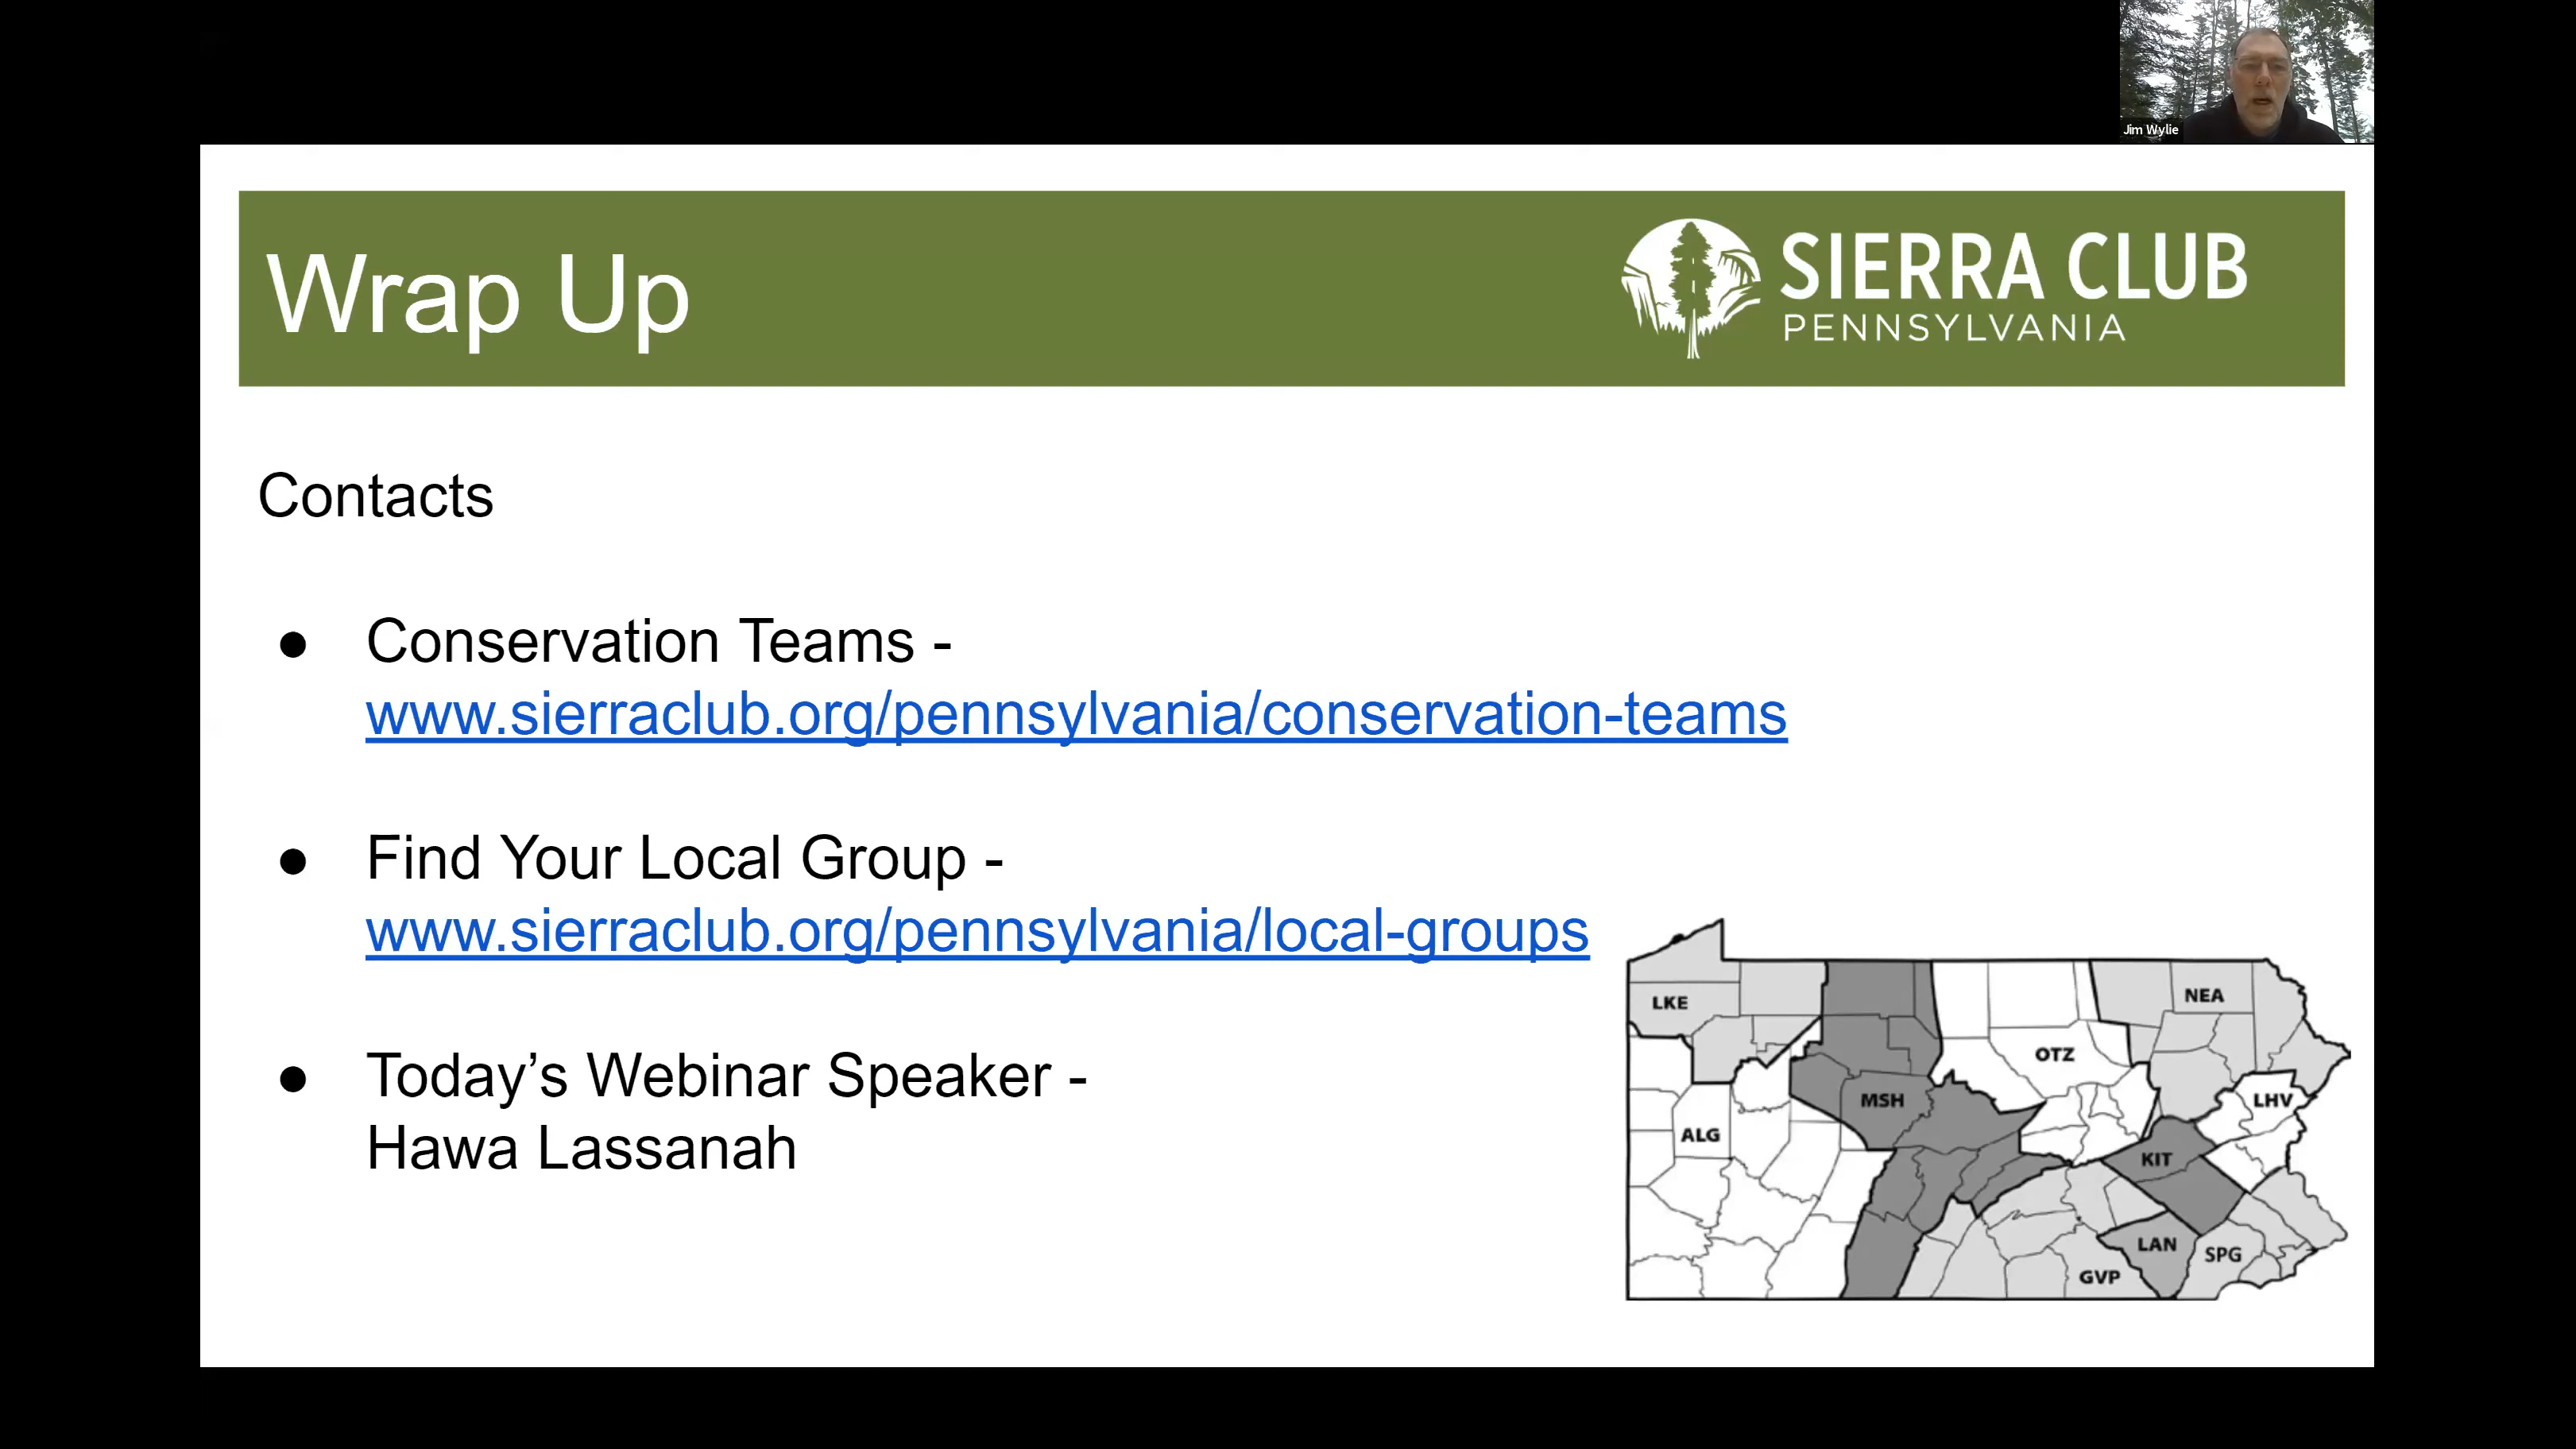 Jim Wylie
Wrap Up
SIERRA CLUB
PENNSYLVANIA
Contacts
● Conservation Teams -
www.sierraclub.org/pennsylvania/conservation-teams
● Find Your Local Group -
www.sierraclub.org/pennsylvania/local-groups
● Today’s Webinar Speaker -
Hawa Lassanah
LKE
NEA
OTZ
MSH
LHV
ALG
KIT
LAN
SPG
GVP